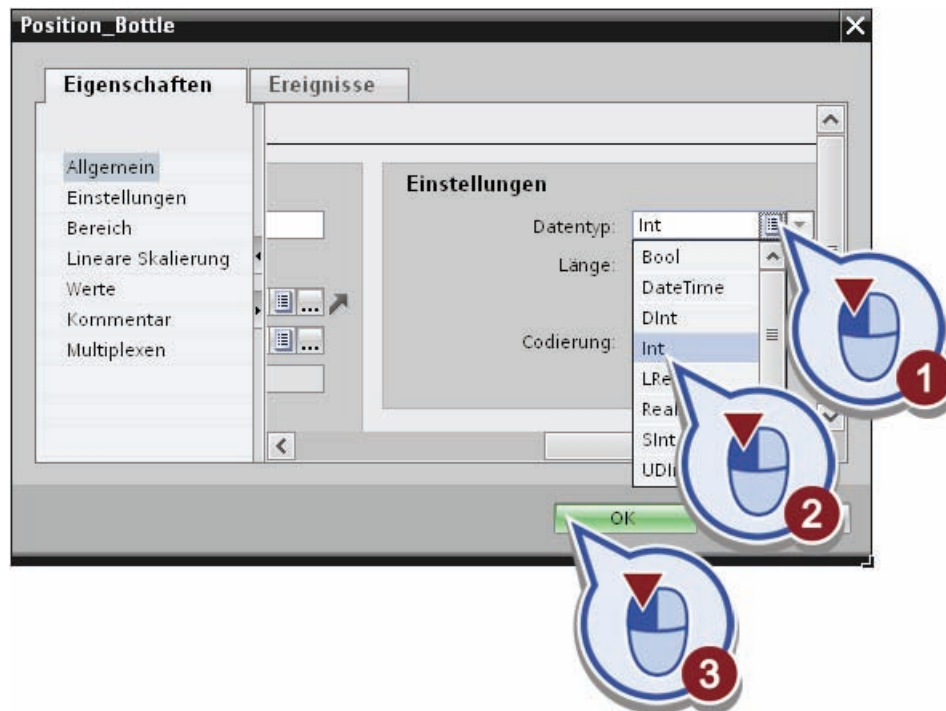 Position_Bottle
Eigenschaften
Ereignisse
Allgemein
Einstellungen
Bereich
Lineare Skalierung
Werte
Kommentar
Multiplexen
Einstellungen
Datentyp: Int
Länge:
Codierung:
Bool
DateTime
DInt
Int
Real
SInt
OK
1
2
3